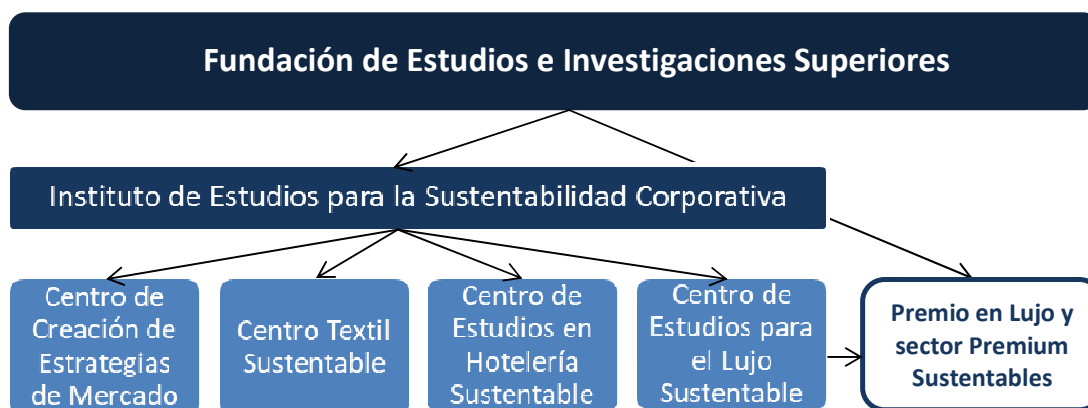 Fundación de Estudios e Investigaciones Superiores
Instituto de Estudios para la Sustentabilidad Corporativa
Centro de
Creación de
Estrategias
de Mercado
Centro Textil
Sustentable
Centro de
Estudios en
Hotelería
Sustentable
Centro de
Estudios para
el Lujo
Sustentable
Premio en Lujo y
sector Premium
Sustentables